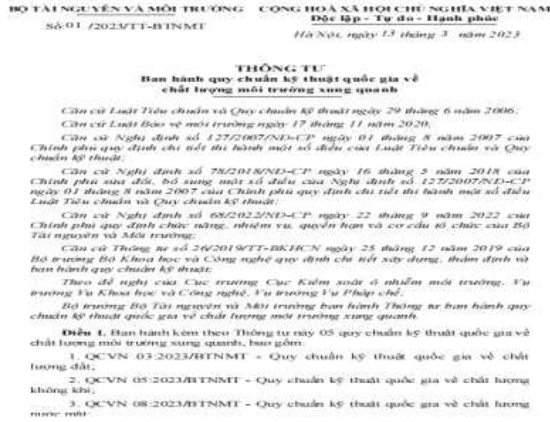 BỘ TÀI NGUYÊN VÀ MÔI TRƯỜNG
CỘNG HOÀ XÃ HỘI CHỦ NGHĨA VIỆT NAM
Độc lập - Tự do - Hạnh phúc
Số: 01 /2023/TT-BTNMT
Hà Nội, ngày 13 tháng 3 năm 2023
THÔNG TƯ
Ban hành quy chuẩn kỹ thuật quốc gia về
chất lượng môi trường xung quanh
Căn cứ Luật Tiêu chuẩn và Quy chuẩn kỹ thuật ngày 29 tháng 6 năm 2006;
Căn cứ Luật Bảo vệ môi trường ngày 17 tháng 11 năm 2020;
Căn cứ Nghị định số 127/2007/NĐ-CP ngày 01 tháng 8 năm 2007 của
Chính phủ quy định chi tiết thi hành một số điều của Luật Tiêu chuẩn và Quy
chuẩn kỹ thuật;
Căn cứ Nghị định số 78/2018/NĐ-CP ngày 16 tháng 5 năm 2018 của
Chính phủ sửa đổi, bổ sung một số điều của Nghị định số 127/2007/NĐ-CP
ngày 01 tháng 8 năm 2007 của Chính phủ quy định chi tiết thi hành một số điều
Luật Tiêu chuẩn và Quy chuẩn kỹ thuật;
Căn cứ Nghị định số 68/2022/NĐ-CP ngày 22 tháng 9 năm 2022 của
Chính phủ quy định chức năng, nhiệm vụ, quyền hạn và cơ cấu tổ chức của Bộ
Tài nguyên và Môi trường;
Căn cứ Thông tư số 26/2019/TT-BKHCN ngày 25 tháng 12 năm 2019 của
Bộ trưởng Bộ Khoa học và Công nghệ quy định chi tiết xây dựng, thẩm định và
ban hành quy chuẩn kỹ thuật;
Theo đề nghị của Cục trưởng Cục Kiểm soát ô nhiễm môi trường, Vụ
trưởng Vụ Khoa học và Công nghệ, Vụ trưởng Vụ Pháp chế,
Bộ trưởng Bộ Tài nguyên và Môi trường ban hành Thông tư ban hành quy
chuẩn kỹ thuật quốc gia về chất lượng môi trường xung quanh.
Điều 1. Ban hành kèm theo Thông tư này 05 quy chuẩn kỹ thuật quốc gia về
chất lượng môi trường xung quanh, bao gồm:
1. QCVN 03:2023/BTNMT - Quy chuẩn kỹ thuật quốc gia về chất
lượng đất;
2. QCVN 05:2023/BTNMT - Quy chuẩn kỹ thuật quốc gia về chất lượng
không khí;
3. QCVN 08:2023/BTNMT - Quy chuẩn kỹ thuật quốc gia về chất lượng
nước mặt;